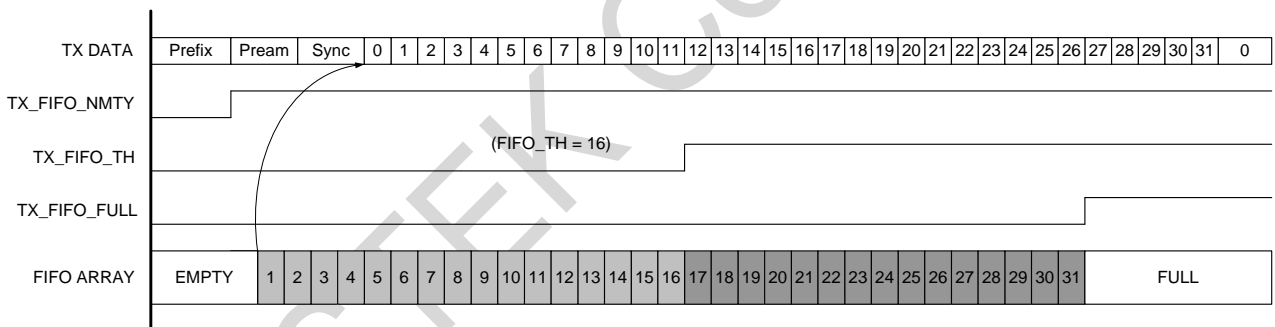 TX DATA Prefix Pream Sync 0 1 2 3 4 5 6 7 8 9 10 11 12 13 14 15 16 17 18 19 20 21 22 23 24 25 26 27 28 29 30 31 0
TX_FIFO_NMTY
(FIFO_TH = 16)
TX_FIFO_TH
TX_FIFO_FULL
FIFO ARRAY EMPTY 1 2 3 4 5 6 7 8 9 10 11 12 13 14 15 16 17 18 19 20 21 22 23 24 25 26 27 28 29 30 31 FULL